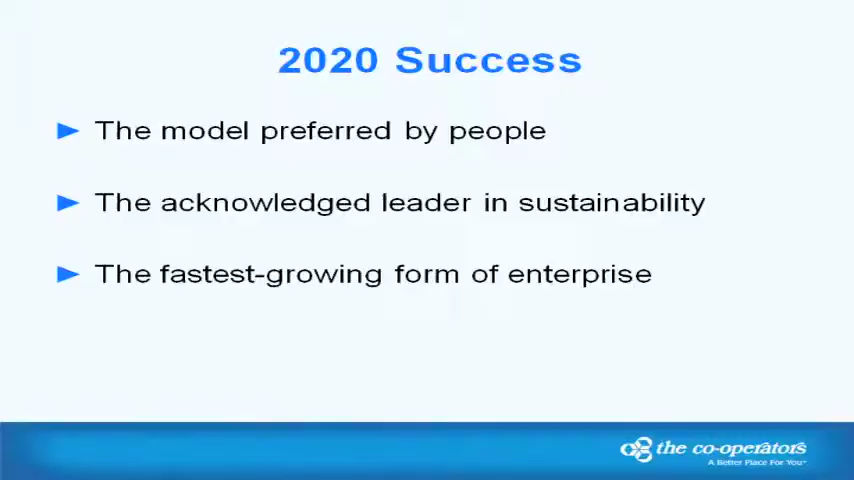 2020 Success
The model preferred by people
The acknowledged leader in sustainability
The fastest-growing form of enterprise
the co-operators
A Better Place For You™